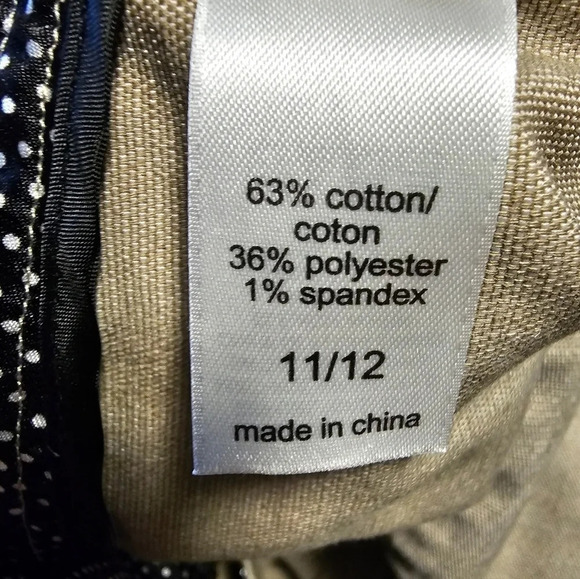 63% cotton/
coton
36% polyester
1% spandex
11/12
made in china